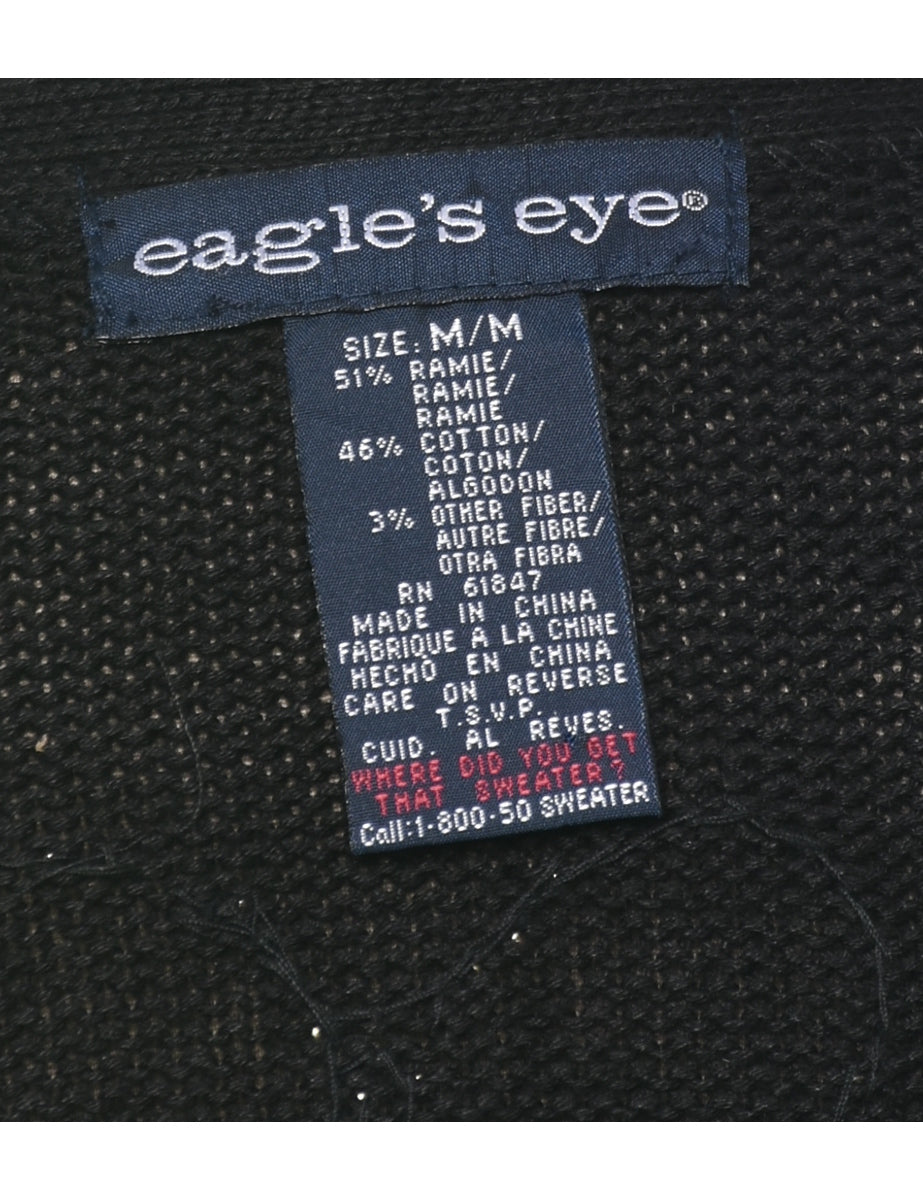 eagle's eye®
SIZE: M/M
51% RAMIE/
RAMIE/
RAMIE
46% COTTON/
COTON/
ALGODON
3% OTHER FIBER/
AUTRE FIBRE/
OTRA FIBRA
RN 61847
MADE IN CHINA
FABRIQUE A LA CHINE
HECHO EN CHINA
CARE ON REVERSE
T.S.V.P.
CUID. AL REVES.
WHERE DID YOU GET
THAT SWEATER?
Call:1-800-50 SWEATER